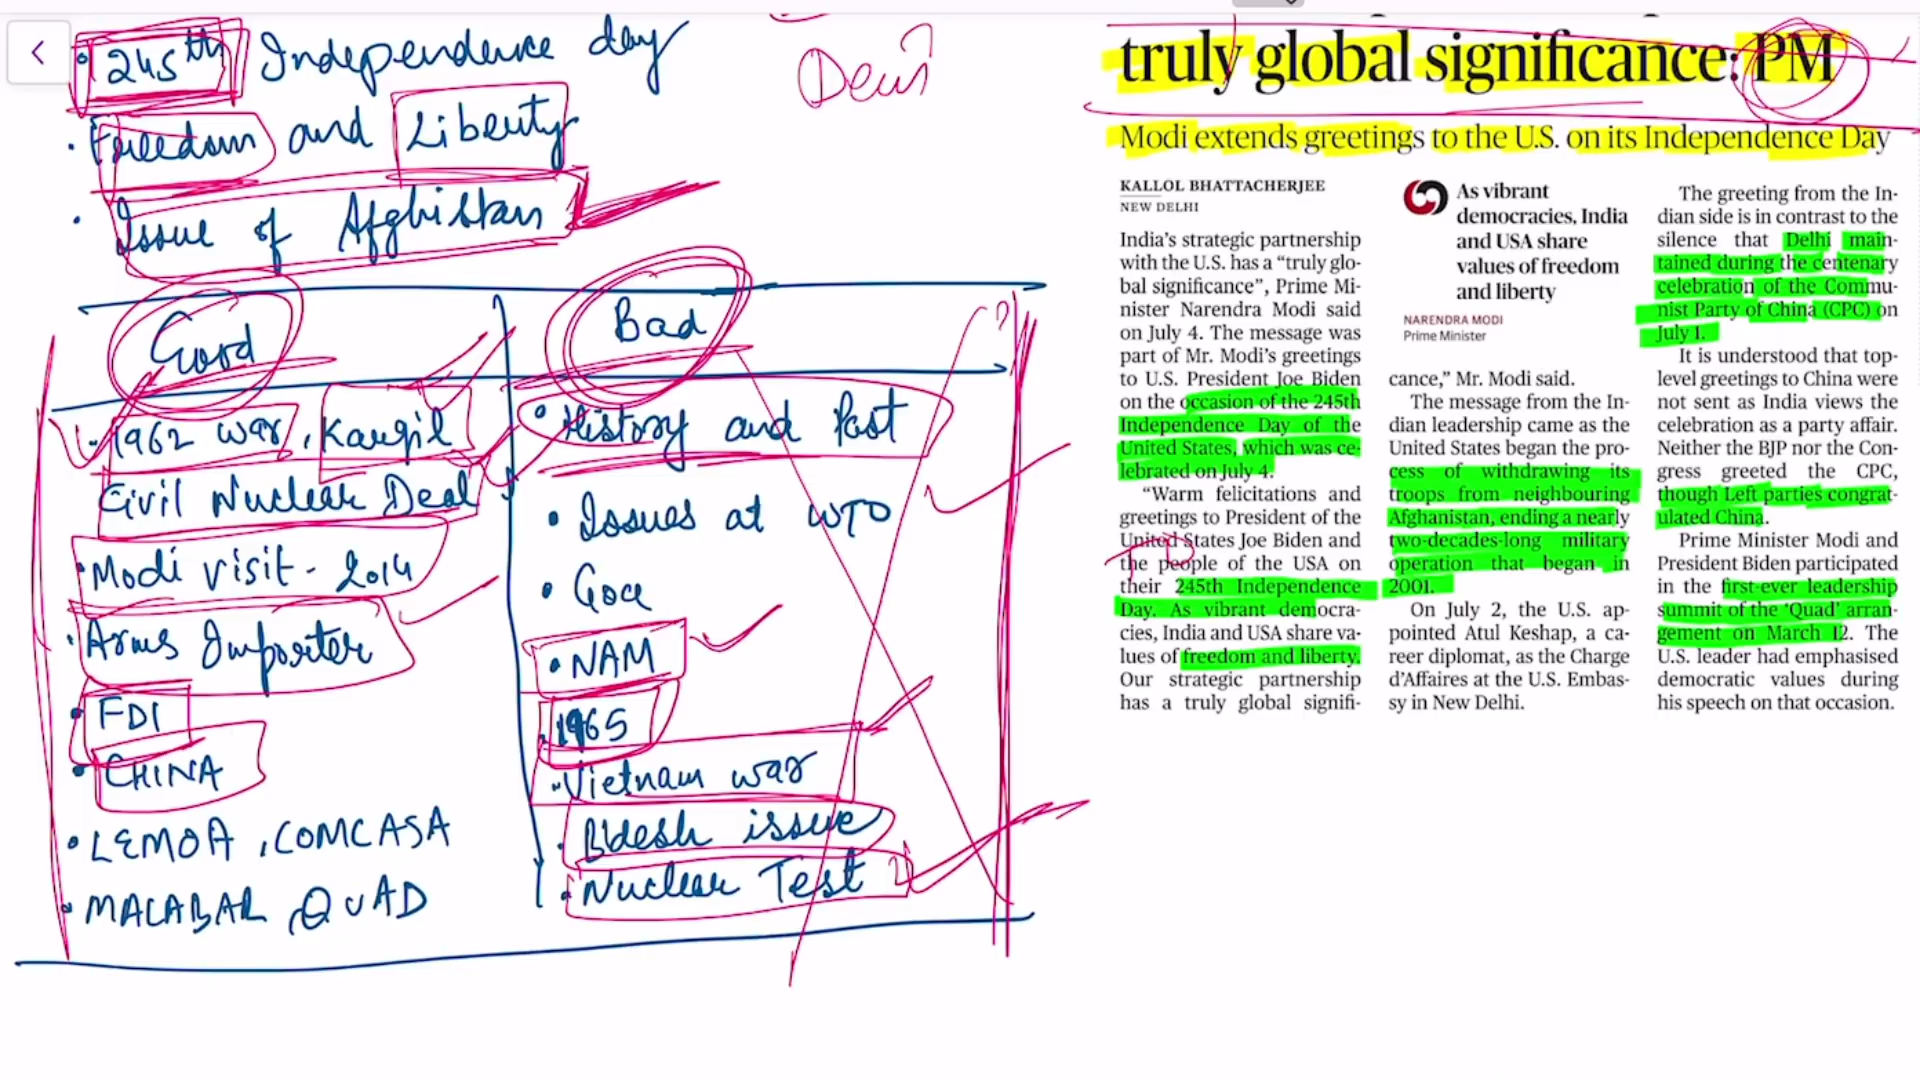 • 245th Independence day
• Freedom and Liberty
• Issue of Afghistan
Good
Bad
• 1962 war, Kargil
Civil Nuclear Deal
• Modi visit - 2014
• Arms Importer
• FDI
• CHINA
• LEMOA, COMCASA
• MALABAR, QUAD
• History and Past
• Issues at WTO
• Goa
• NAM
• 1965
• Vietnam war
• B'desh issue
• Nuclear Test
truly global significance: PM
Modi extends greetings to the U.S. on its Independence Day
KALLOL BHATTACHERJEE
NEW DELHI
India's strategic partnership
with the U.S. has a "truly glo-
bal significance", Prime Mi-
nister Narendra Modi said
on July 4. The message was
part of Mr. Modi's greetings
to U.S. President Joe Biden
on the occasion of the 245th
Independence Day of the
United States, which was ce-
lebrated on July 4.
"Warm felicitations and
greetings to President of the
United States Joe Biden and
the people of the USA on
their 245th Independence
Day. As vibrant democra-
cies, India and USA share va-
lues of freedom and liberty.
Our strategic partnership
has a truly global signifi-
As vibrant
democracies, India
and USA share
values of freedom
and liberty
NARENDRA MODI
Prime Minister
cance," Mr. Modi said.
The message from the In-
dian leadership came as the
United States began the pro-
cess of withdrawing its
troops from neighbouring
Afghanistan, ending a nearly
two-decades-long military
operation that began in
2001.
On July 2, the U.S. ap-
pointed Atul Keshap, a ca-
reer diplomat, as the Charge
d'Affaires at the U.S. Embas-
sy in New Delhi.
The greeting from the In-
dian side is in contrast to the
silence that Delhi main-
tained during the centenary
celebration of the Commu-
nist Party of China (CPC) on
July 1.
It is understood that top-
level greetings to China were
not sent as India views the
celebration as a party affair.
Neither the BJP nor the Con-
gress greeted the CPC,
though Left parties congrat-
ulated China.
Prime Minister Modi and
President Biden participated
in the first-ever leadership
summit of the 'Quad' arran-
gement on March 12. The
U.S. leader had emphasised
democratic values during
his speech on that occasion.